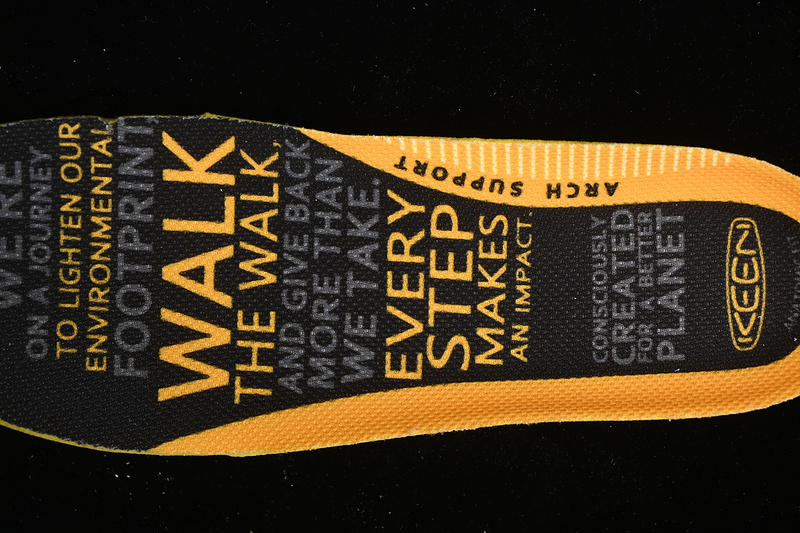 WE'RE
ON A JOURNEY
TO LIGHTEN OUR
ENVIRONMENTAL
FOOTPRINT,
WALK
THE WALK,
AND GIVE BACK
MORE THAN
WE TAKE.
EVERY
STEP
MAKES
AN IMPACT.
CONSCIOUSLY
CREATED
FOR A BETTER
PLANET
KEEN
ARCH SUPPORT